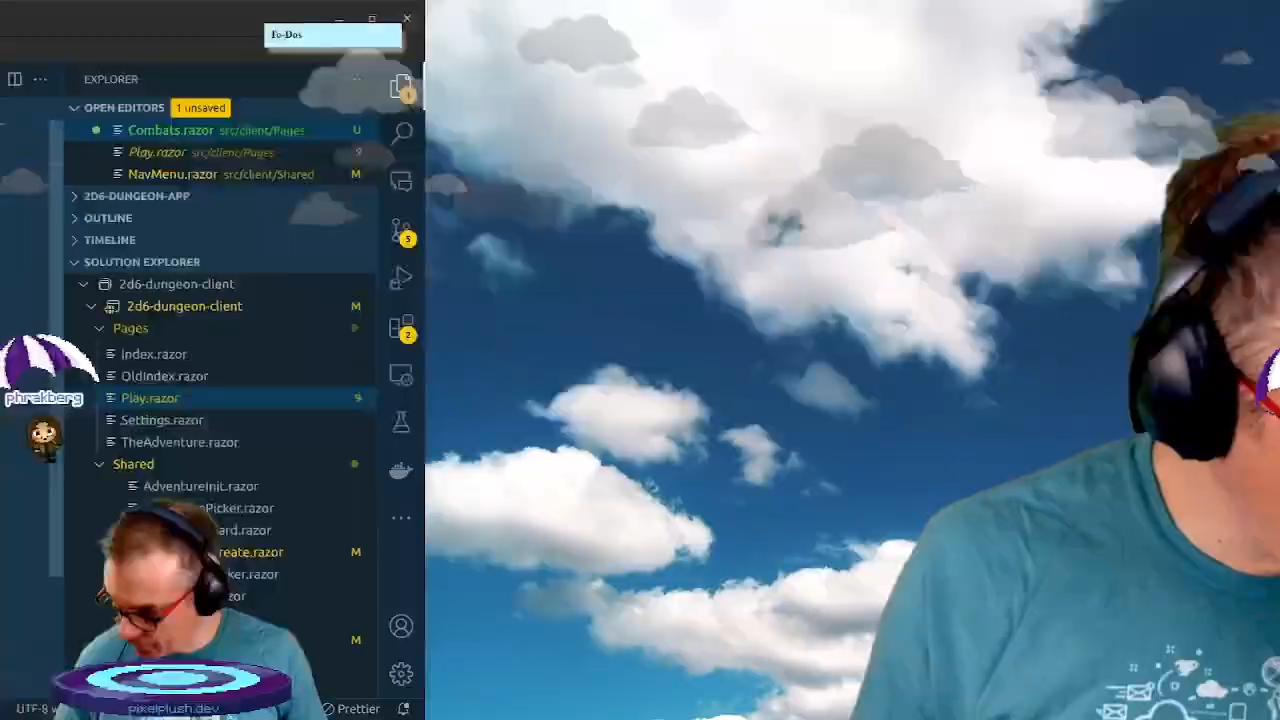 To-Dos
EXPLORER
OPEN EDITORS 1 unsaved
Combats.razor src/client/Pages U
Play.razor src/client/Pages 9
NavMenu.razor src/client/Shared M
2D6-DUNGEON-APP
OUTLINE
5
TIMELINE
SOLUTION EXPLORER
2d6-dungeon-client
2d6-dungeon-client M
Pages
2
Index.razor
OldIndex.razor
phrakberg
Play.razor 9
Settings.razor
TheAdventure.razor
Shared
AdventureInit.razor
Picker.razor
ard.razor
reate.razor M
ker.razor
zor
M
UTF-8
pixelplush.dev
Prettier